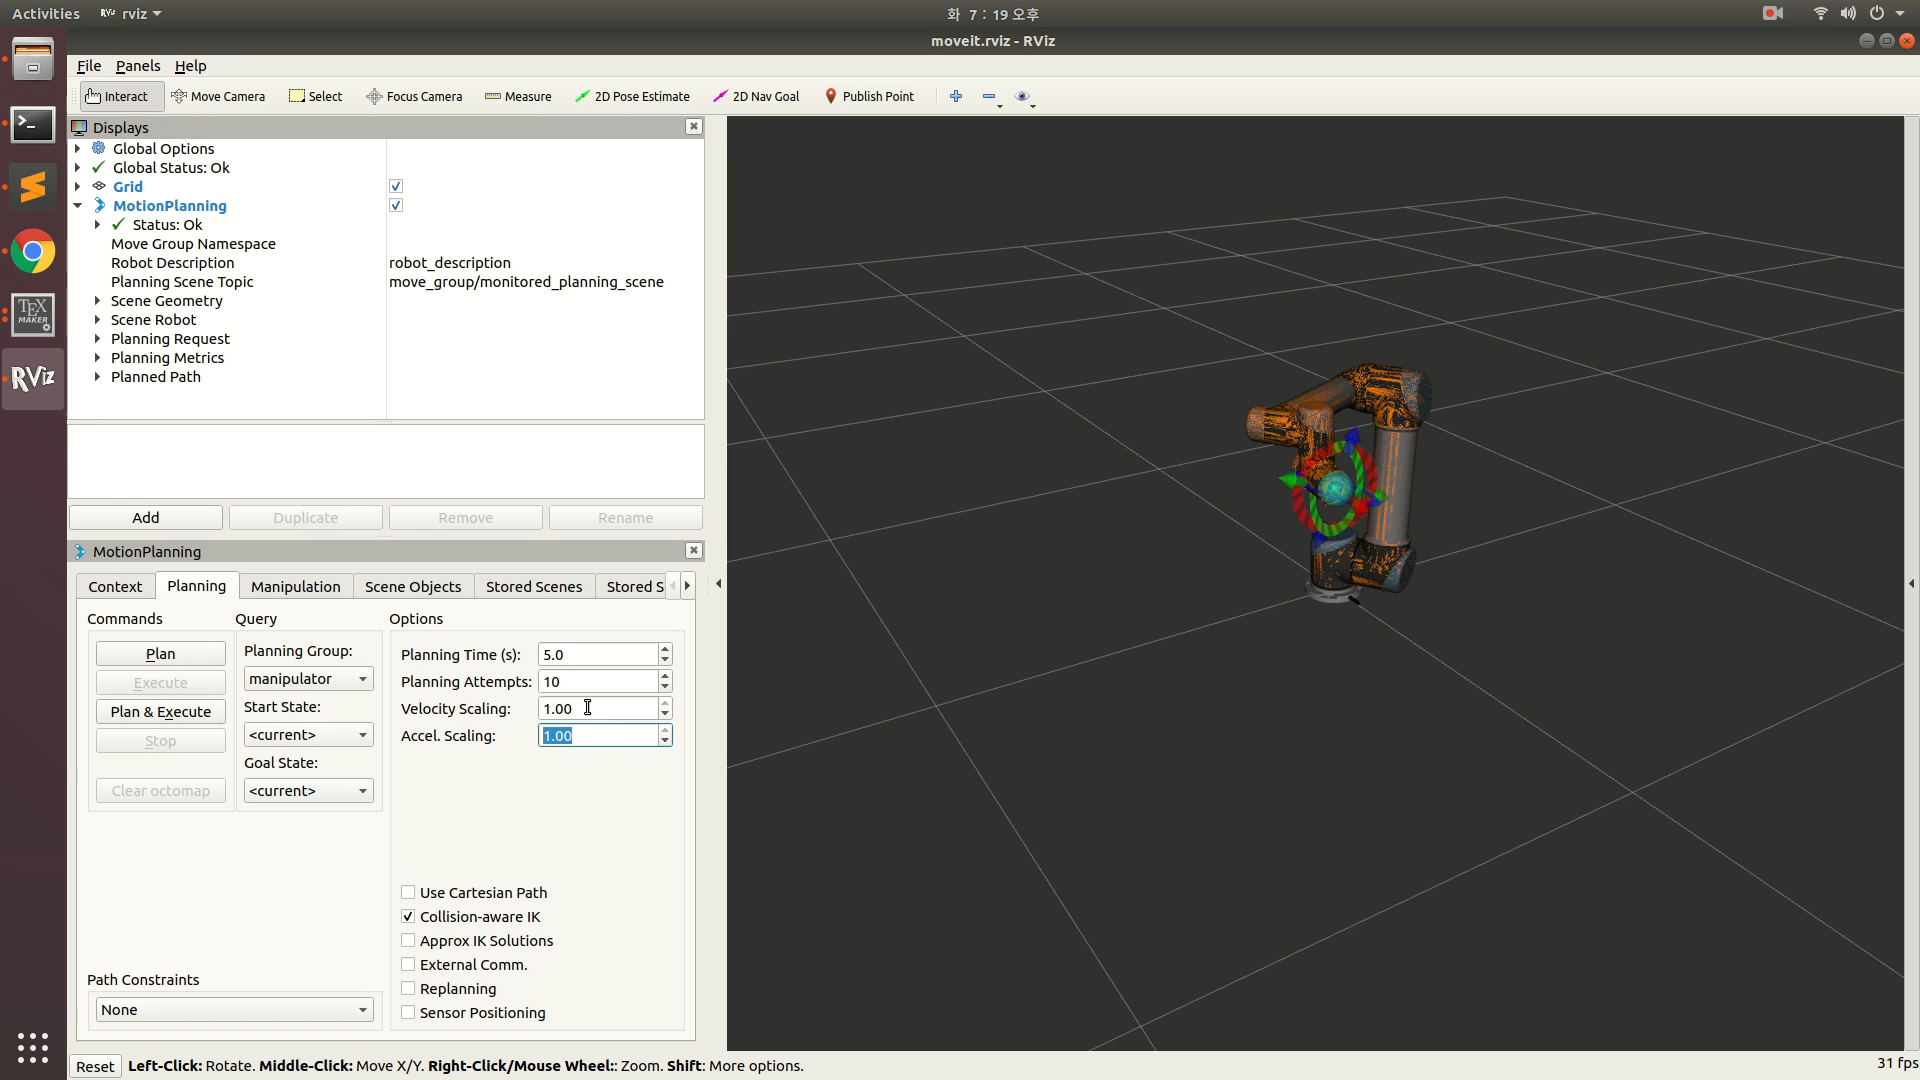 Activities RViz rviz 화 7 : 19 오후
moveit.rviz - RViz
File Panels Help
Interact Move Camera Select Focus Camera Measure 2D Pose Estimate 2D Nav Goal Publish Point
Displays
Global Options
Global Status: Ok
Grid
MotionPlanning
Status: Ok
Move Group Namespace
Robot Description robot_description
Planning Scene Topic move_group/monitored_planning_scene
Scene Geometry
Scene Robot
Planning Request
Planning Metrics
Planned Path
TEX
MAKER
RViz
Add Duplicate Remove Rename
MotionPlanning
Context Planning Manipulation Scene Objects Stored Scenes Stored S
Commands Query Options
Plan
Execute
Plan & Execute
Stop
Clear octomap
Planning Group:
manipulator
Start State:
<current>
Goal State:
<current>
Planning Time (s): 5.0
Planning Attempts: 10
Velocity Scaling: 1.00
Accel. Scaling: 1.00
Use Cartesian Path
Collision-aware IK
Approx IK Solutions
External Comm.
Replanning
Sensor Positioning
Path Constraints
None
Reset Left-Click: Rotate. Middle-Click: Move X/Y. Right-Click/Mouse Wheel:: Zoom. Shift: More options. 31 fps